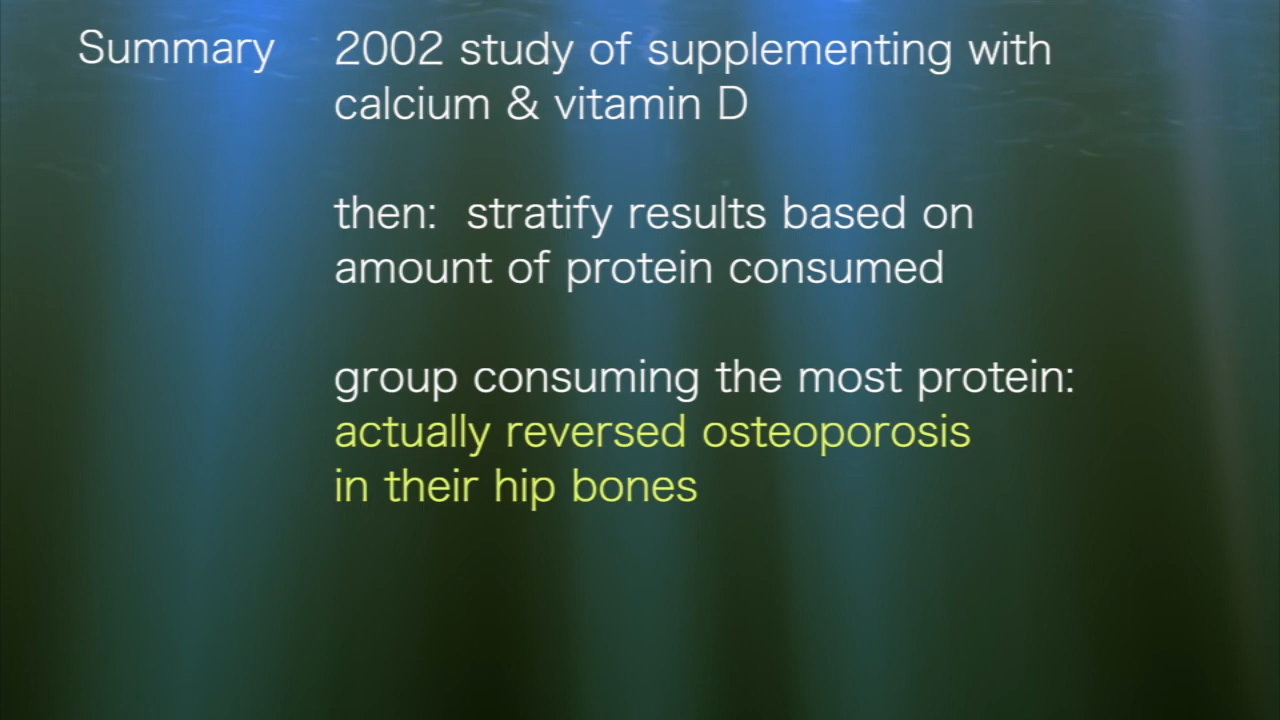 Summary
2002 study of supplementing with
calcium & vitamin D
then: stratify results based on
amount of protein consumed
group consuming the most protein:
actually reversed osteoporosis
in their hip bones